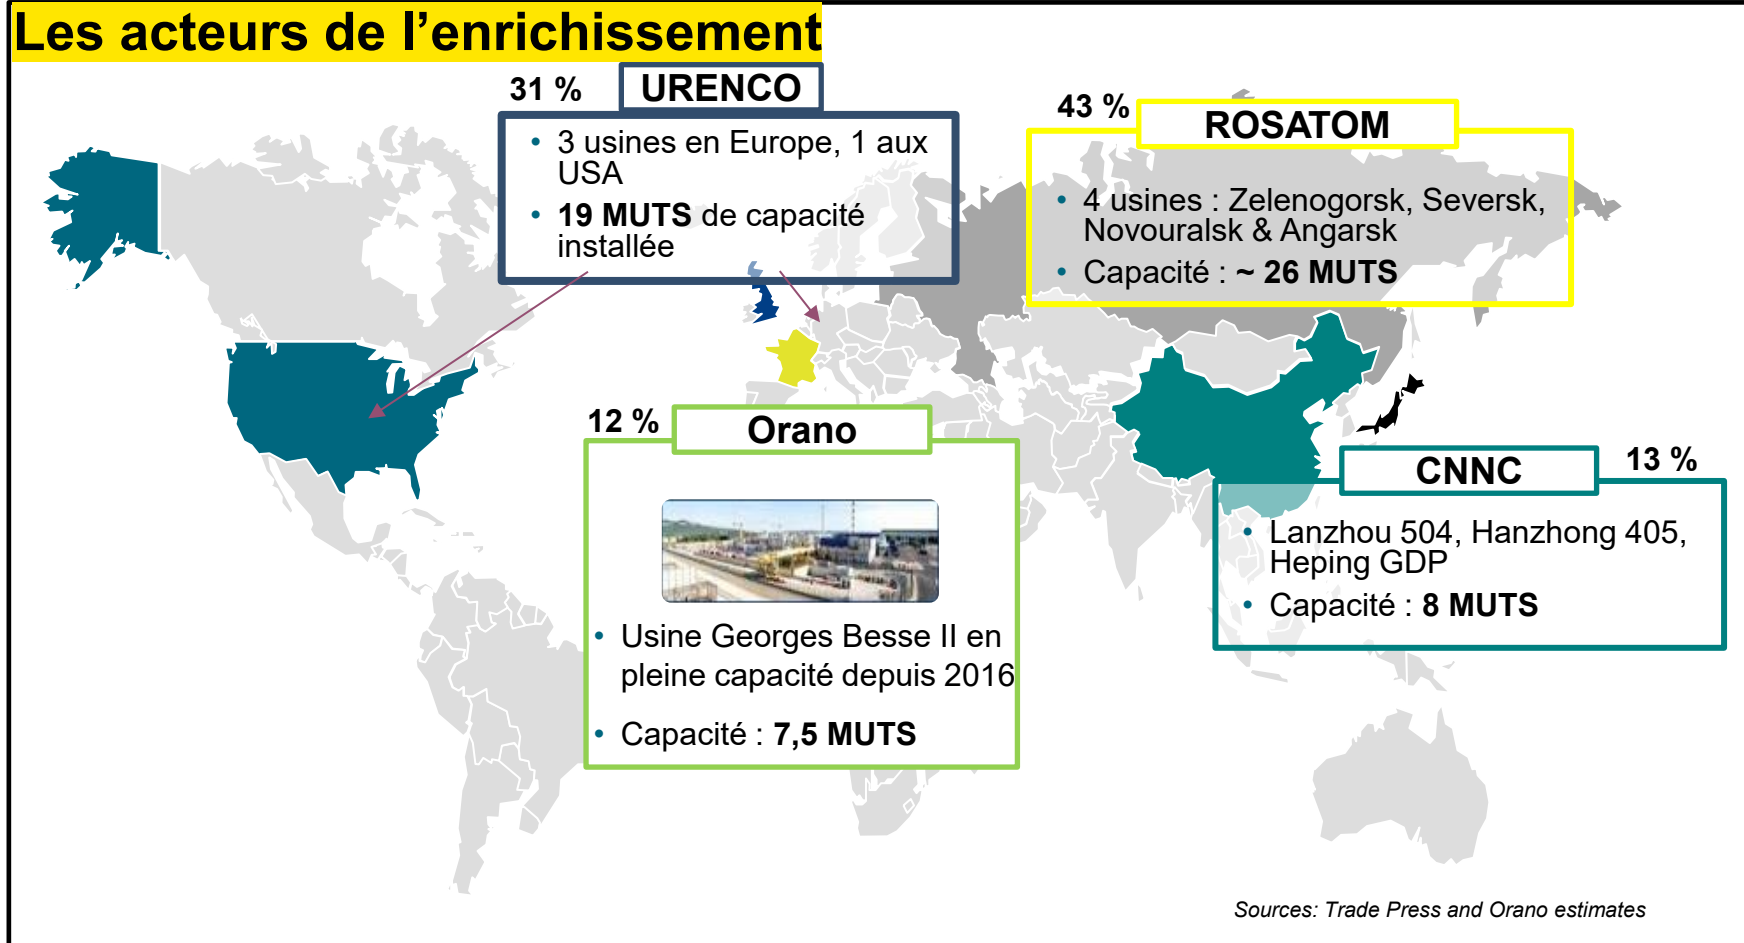 Les acteurs de l’enrichissement
31 %
URENCO
• 3 usines en Europe, 1 aux
USA
• 19 MUTS de capacité
installée
43 %
ROSATOM
• 4 usines : Zelenogorsk, Seversk,
Novouralsk & Angarsk
• Capacité : ~ 26 MUTS
12 %
Orano
• Usine Georges Besse II en
pleine capacité depuis 2016
• Capacité : 7,5 MUTS
13 %
CNNC
• Lanzhou 504, Hanzhong 405,
Heping GDP
• Capacité : 8 MUTS
Sources: Trade Press and Orano estimates